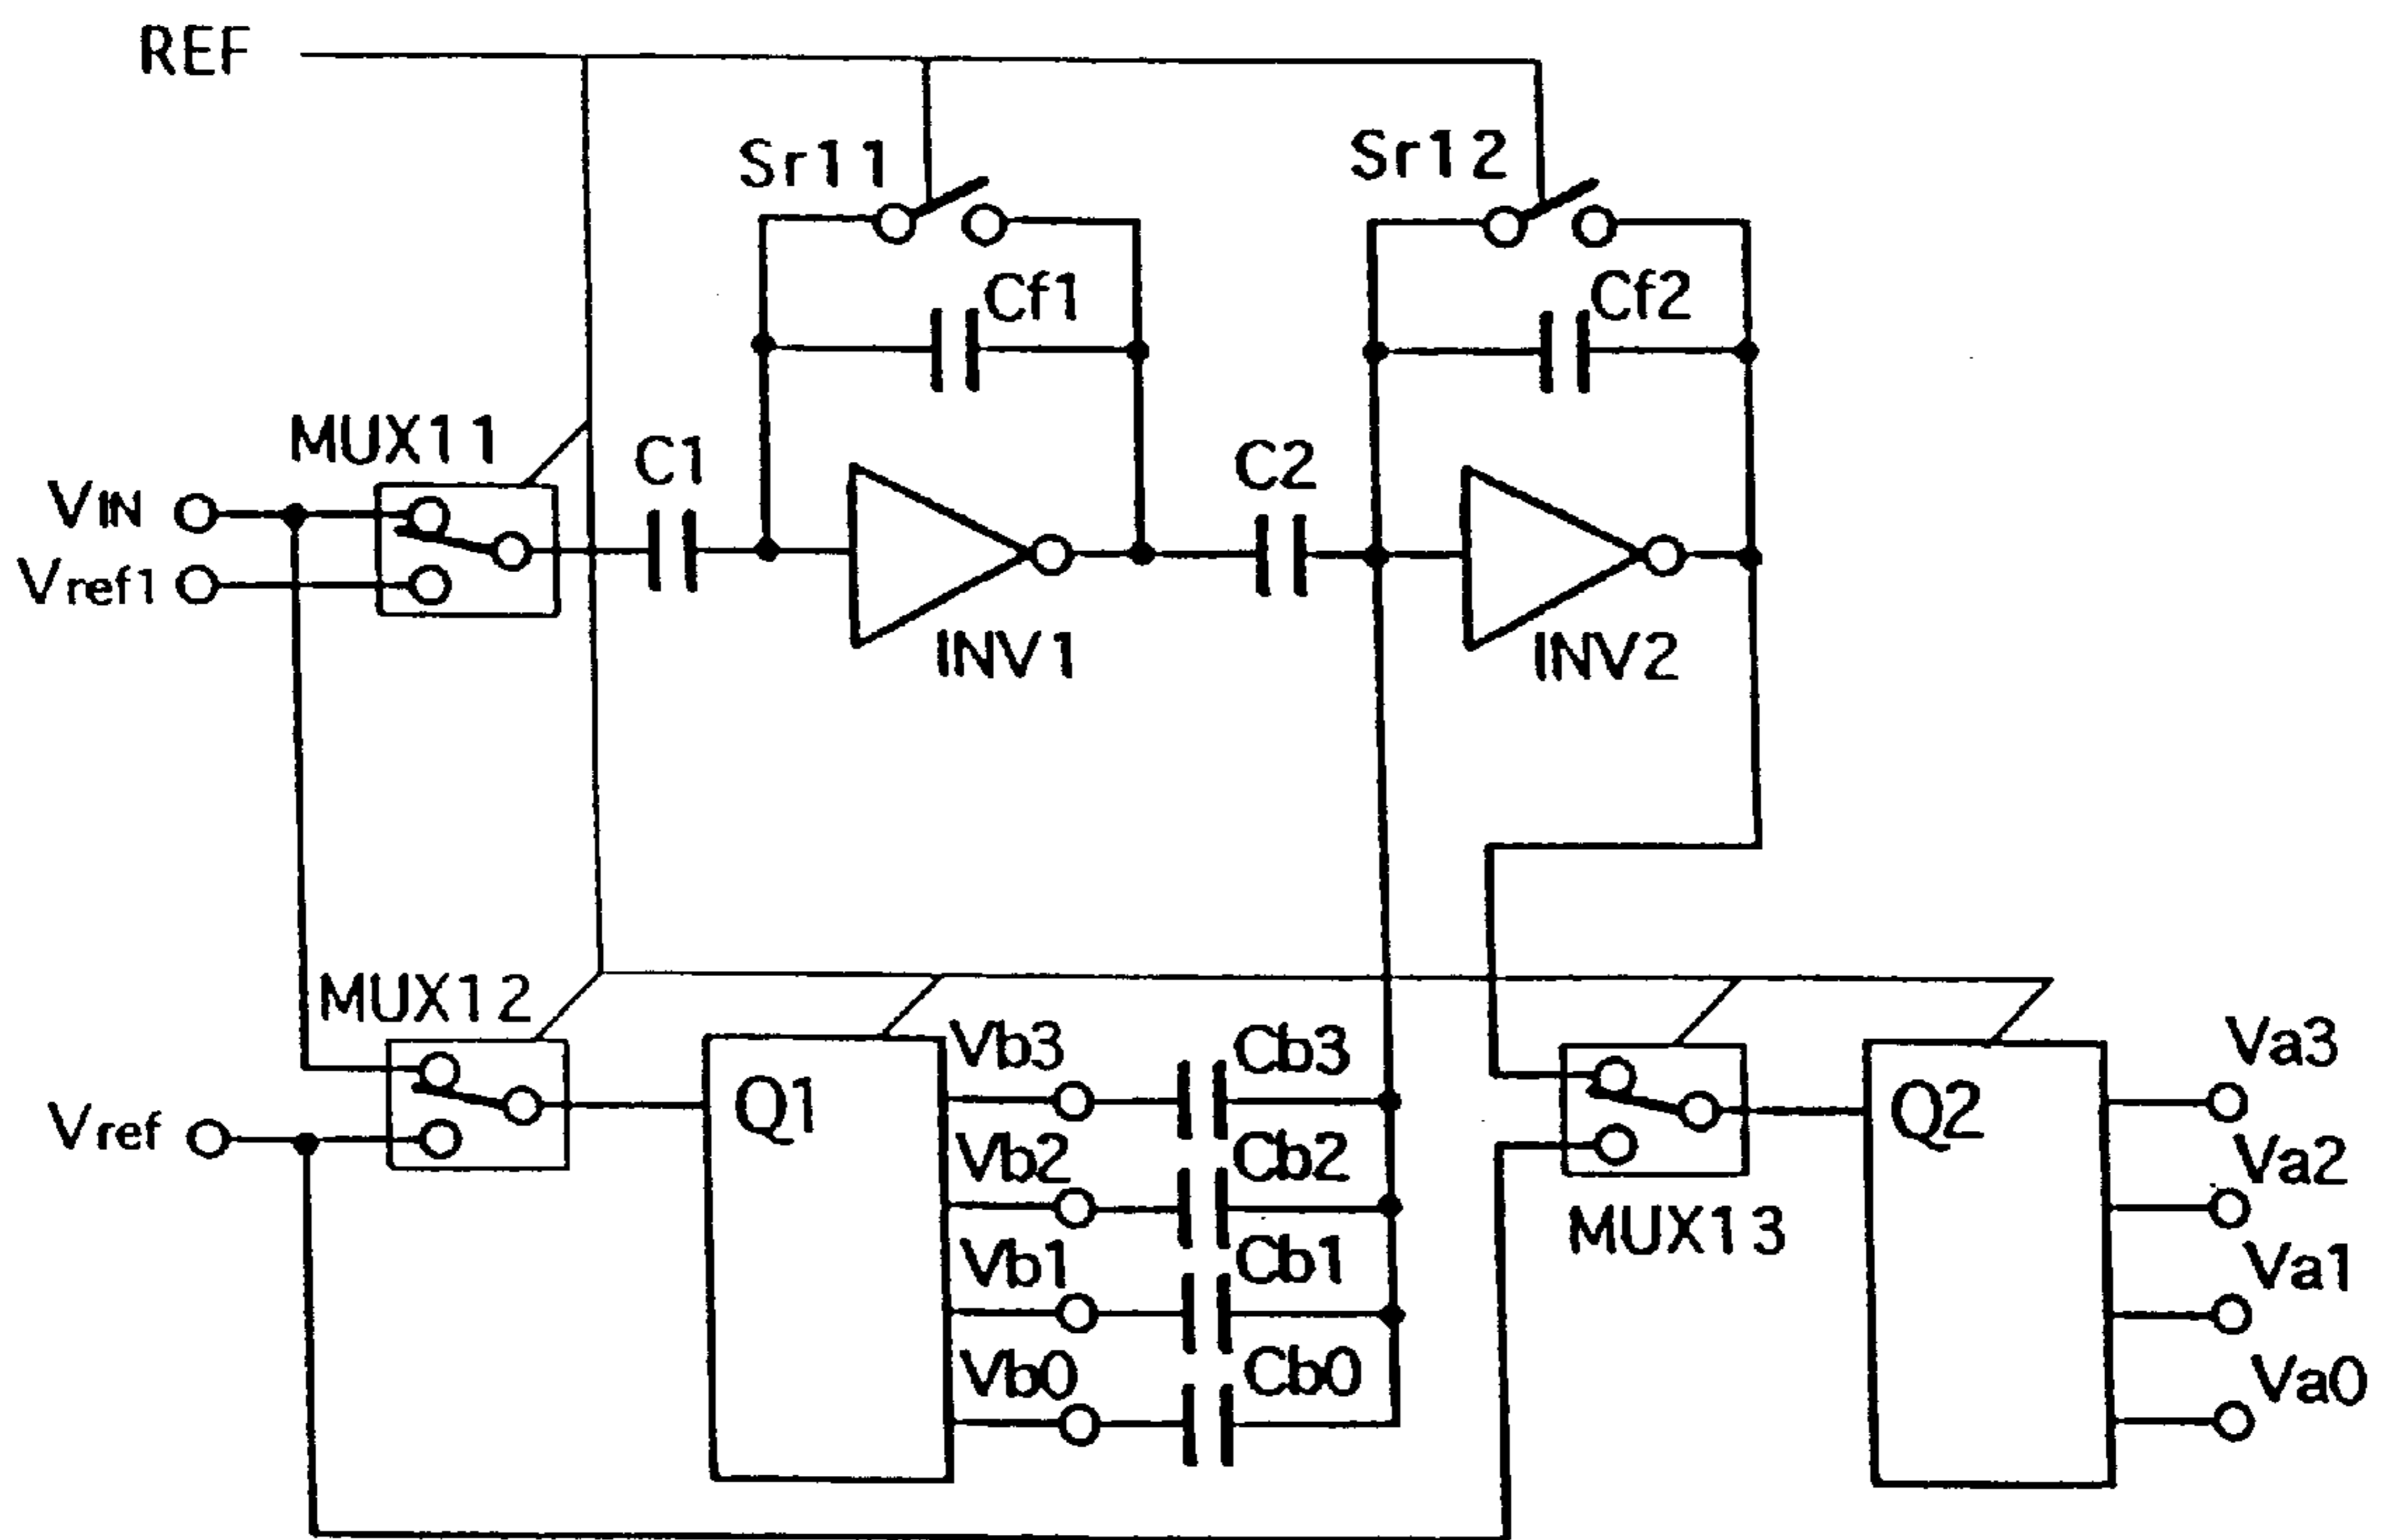 REF
Sr11
Sr12
Cf1
Cf2
MUX11
C1
C2
VIN
Vref1
INV1
INV2
MUX12
Vb3
Cb3
Va3
Q1
Q2
Vref
Vb2
Cb2
Va2
MUX13
Vb1
Cb1
Va1
Vb0
Cb0
Va0